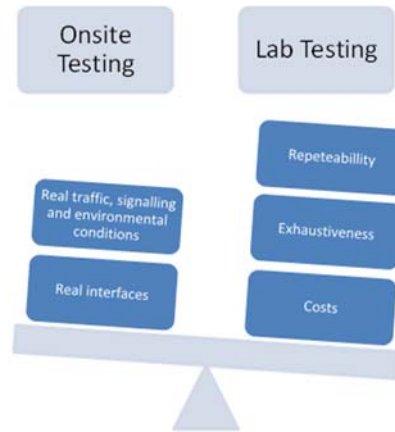 Onsite
Testing
Lab Testing
Real traffic, signalling
and environmental
conditions
Real interfaces
Repeteabillity
Exhaustiveness
Costs